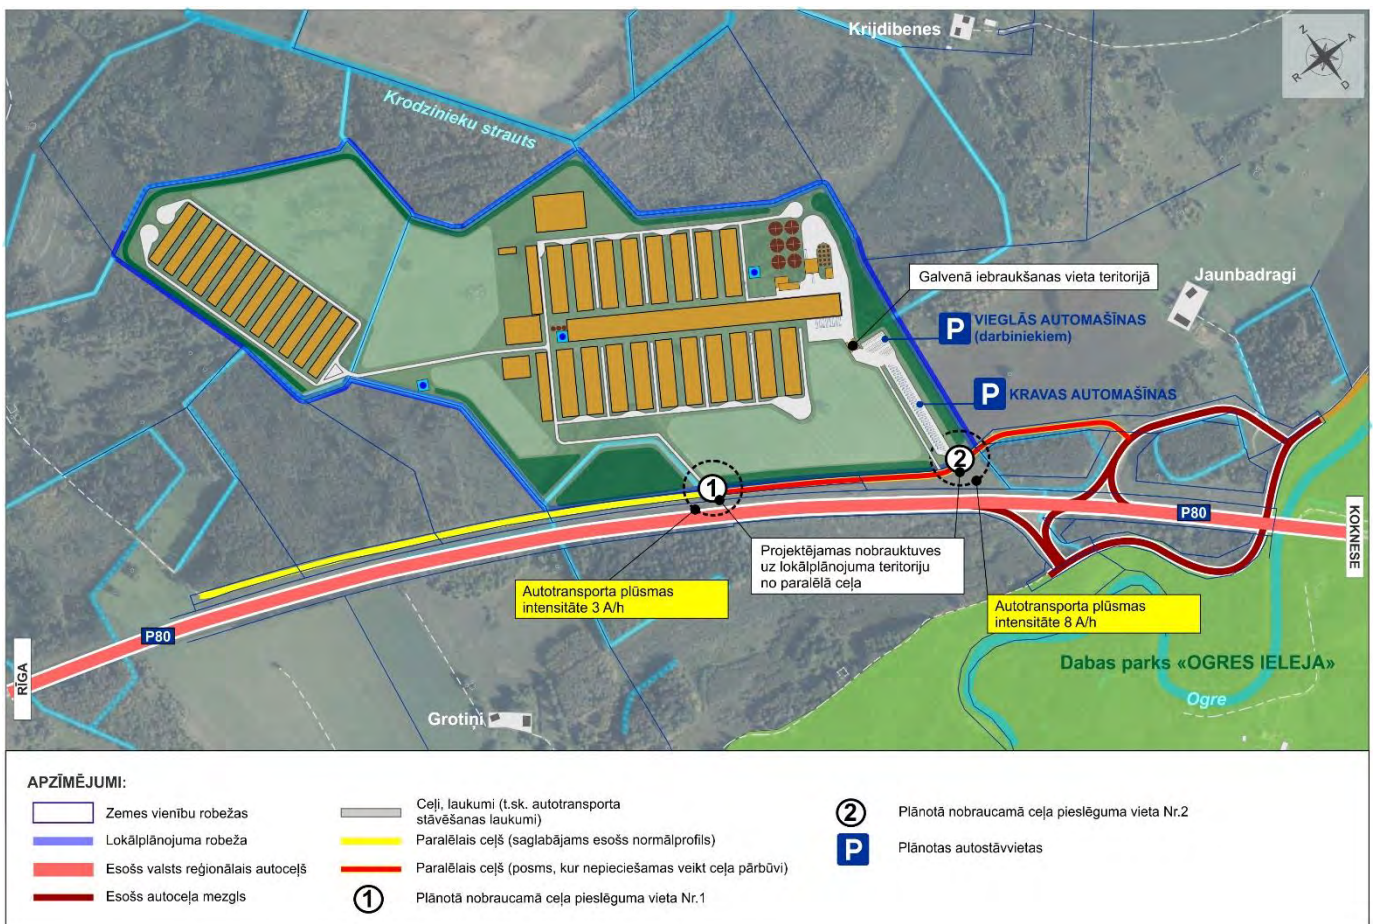 Krijdibenes
Z
A
R
D
Krodzinieku strauts
Galvenā iebraukšanas vieta teritorijā
Jaunbadragi
P VIEGLĀS AUTOMAŠĪNAS
(darbiniekiem)
P KRAVAS AUTOMAŠĪNAS
2
1
P80
KOKNESE
Projektējamas nobrauktuves
uz lokālplānojuma teritoriju
no paralēlā ceļa
Autotransporta plūsmas
intensitāte 3 A/h
Autotransporta plūsmas
intensitāte 8 A/h
P80
RĪGA
Dabas parks «OGRES IELEJA»
Ogre
Grotiņi
APZĪMĒJUMI:
Zemes vienību robežas
Lokālplānojuma robeža
Esošs valsts reģionālais autoceļš
Esošs autoceļa mezgls
Ceļi, laukumi (t.sk. autotransporta
stāvēšanas laukumi)
Paralēlais ceļš (saglabājams esošs normālprofils)
Paralēlais ceļš (posms, kur nepieciešamas veikt ceļa pārbūvi)
1 Plānotā nobraucamā ceļa pieslēguma vieta Nr.1
2 Plānotā nobraucamā ceļa pieslēguma vieta Nr.2
P Plānotas autostāvvietas